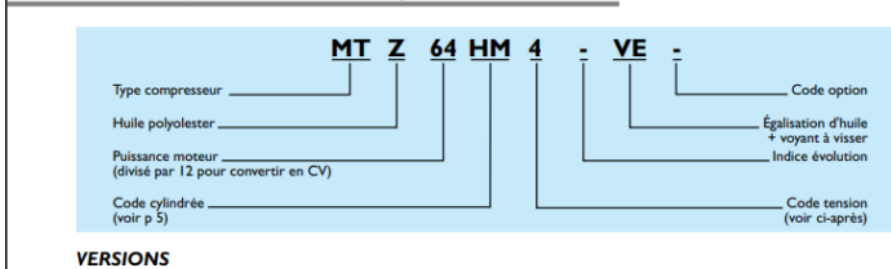 MT Z 64 HM 4 - VE -
Type compresseur
Code option
Huile polyolester
Égalisation d'huile
+ voyant à visser
Puissance moteur
(divisé par 12 pour convertir en CV)
Indice évolution
Code cylindrée
(voir p 5)
Code tension
(voir ci-après)
VERSIONS